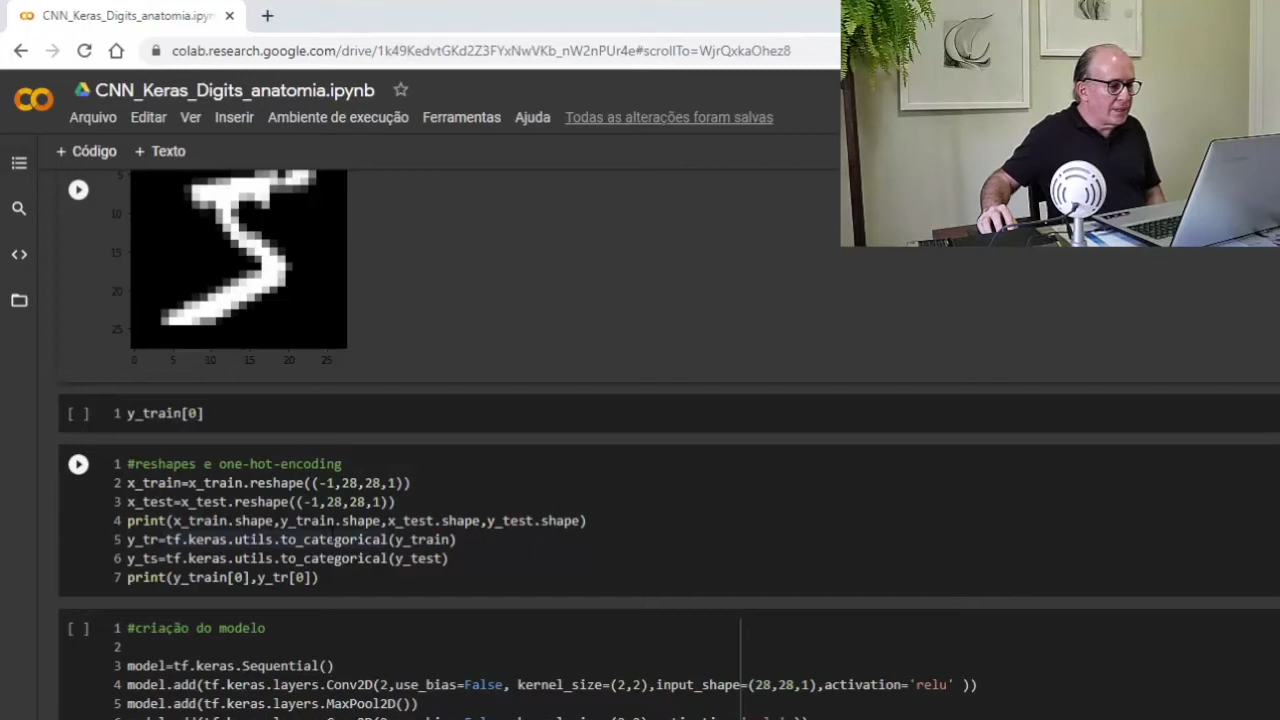 CNN_Keras_Digits_anatomia.ipyn
colab.research.google.com/drive/1k49KedvtGKd2Z3FYxNwVKb_nW2nPUr4e#scrollTo=WjrQxkaOhez8
CNN_Keras_Digits_anatomia.ipynb
Arquivo Editar Ver Inserir Ambiente de execução Ferramentas Ajuda Todas as alterações foram salvas
+ Código + Texto
5
10
15
20
25
0 5 10 15 20 25
[ ] 1 y_train[0]
1 #reshapes e one-hot-encoding
2 x_train=x_train.reshape((-1,28,28,1))
3 x_test=x_test.reshape((-1,28,28,1))
4 print(x_train.shape,y_train.shape,x_test.shape,y_test.shape)
5 y_tr=tf.keras.utils.to_categorical(y_train)
6 y_ts=tf.keras.utils.to_categorical(y_test)
7 print(y_train[0],y_tr[0])
[ ] 1 #criação do modelo
2
3 model=tf.keras.Sequential()
4 model.add(tf.keras.layers.Conv2D(2,use_bias=False, kernel_size=(2,2),input_shape=(28,28,1),activation='relu' ))
5 model.add(tf.keras.layers.MaxPool2D())